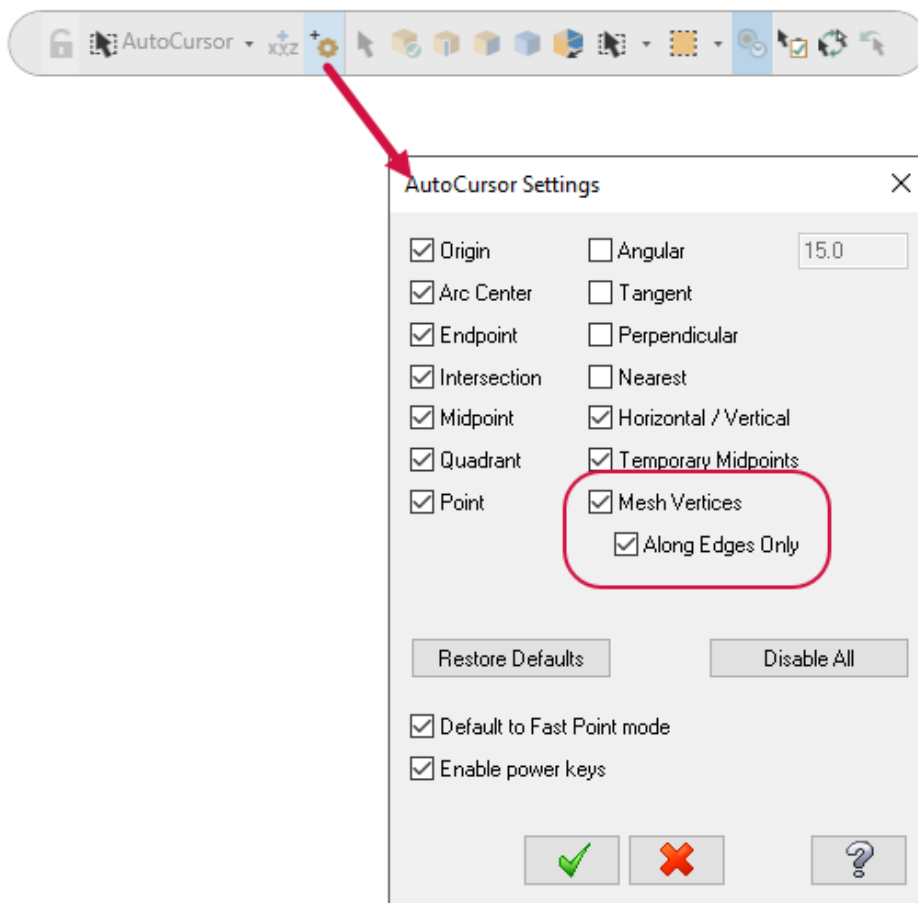 AutoCursor
XYZ
AutoCursor Settings
Origin
Angular
15.0
Arc Center
Tangent
Endpoint
Perpendicular
Intersection
Nearest
Midpoint
Horizontal / Vertical
Quadrant
Temporary Midpoints
Point
Mesh Vertices
Along Edges Only
Restore Defaults
Disable All
Default to Fast Point mode
Enable power keys